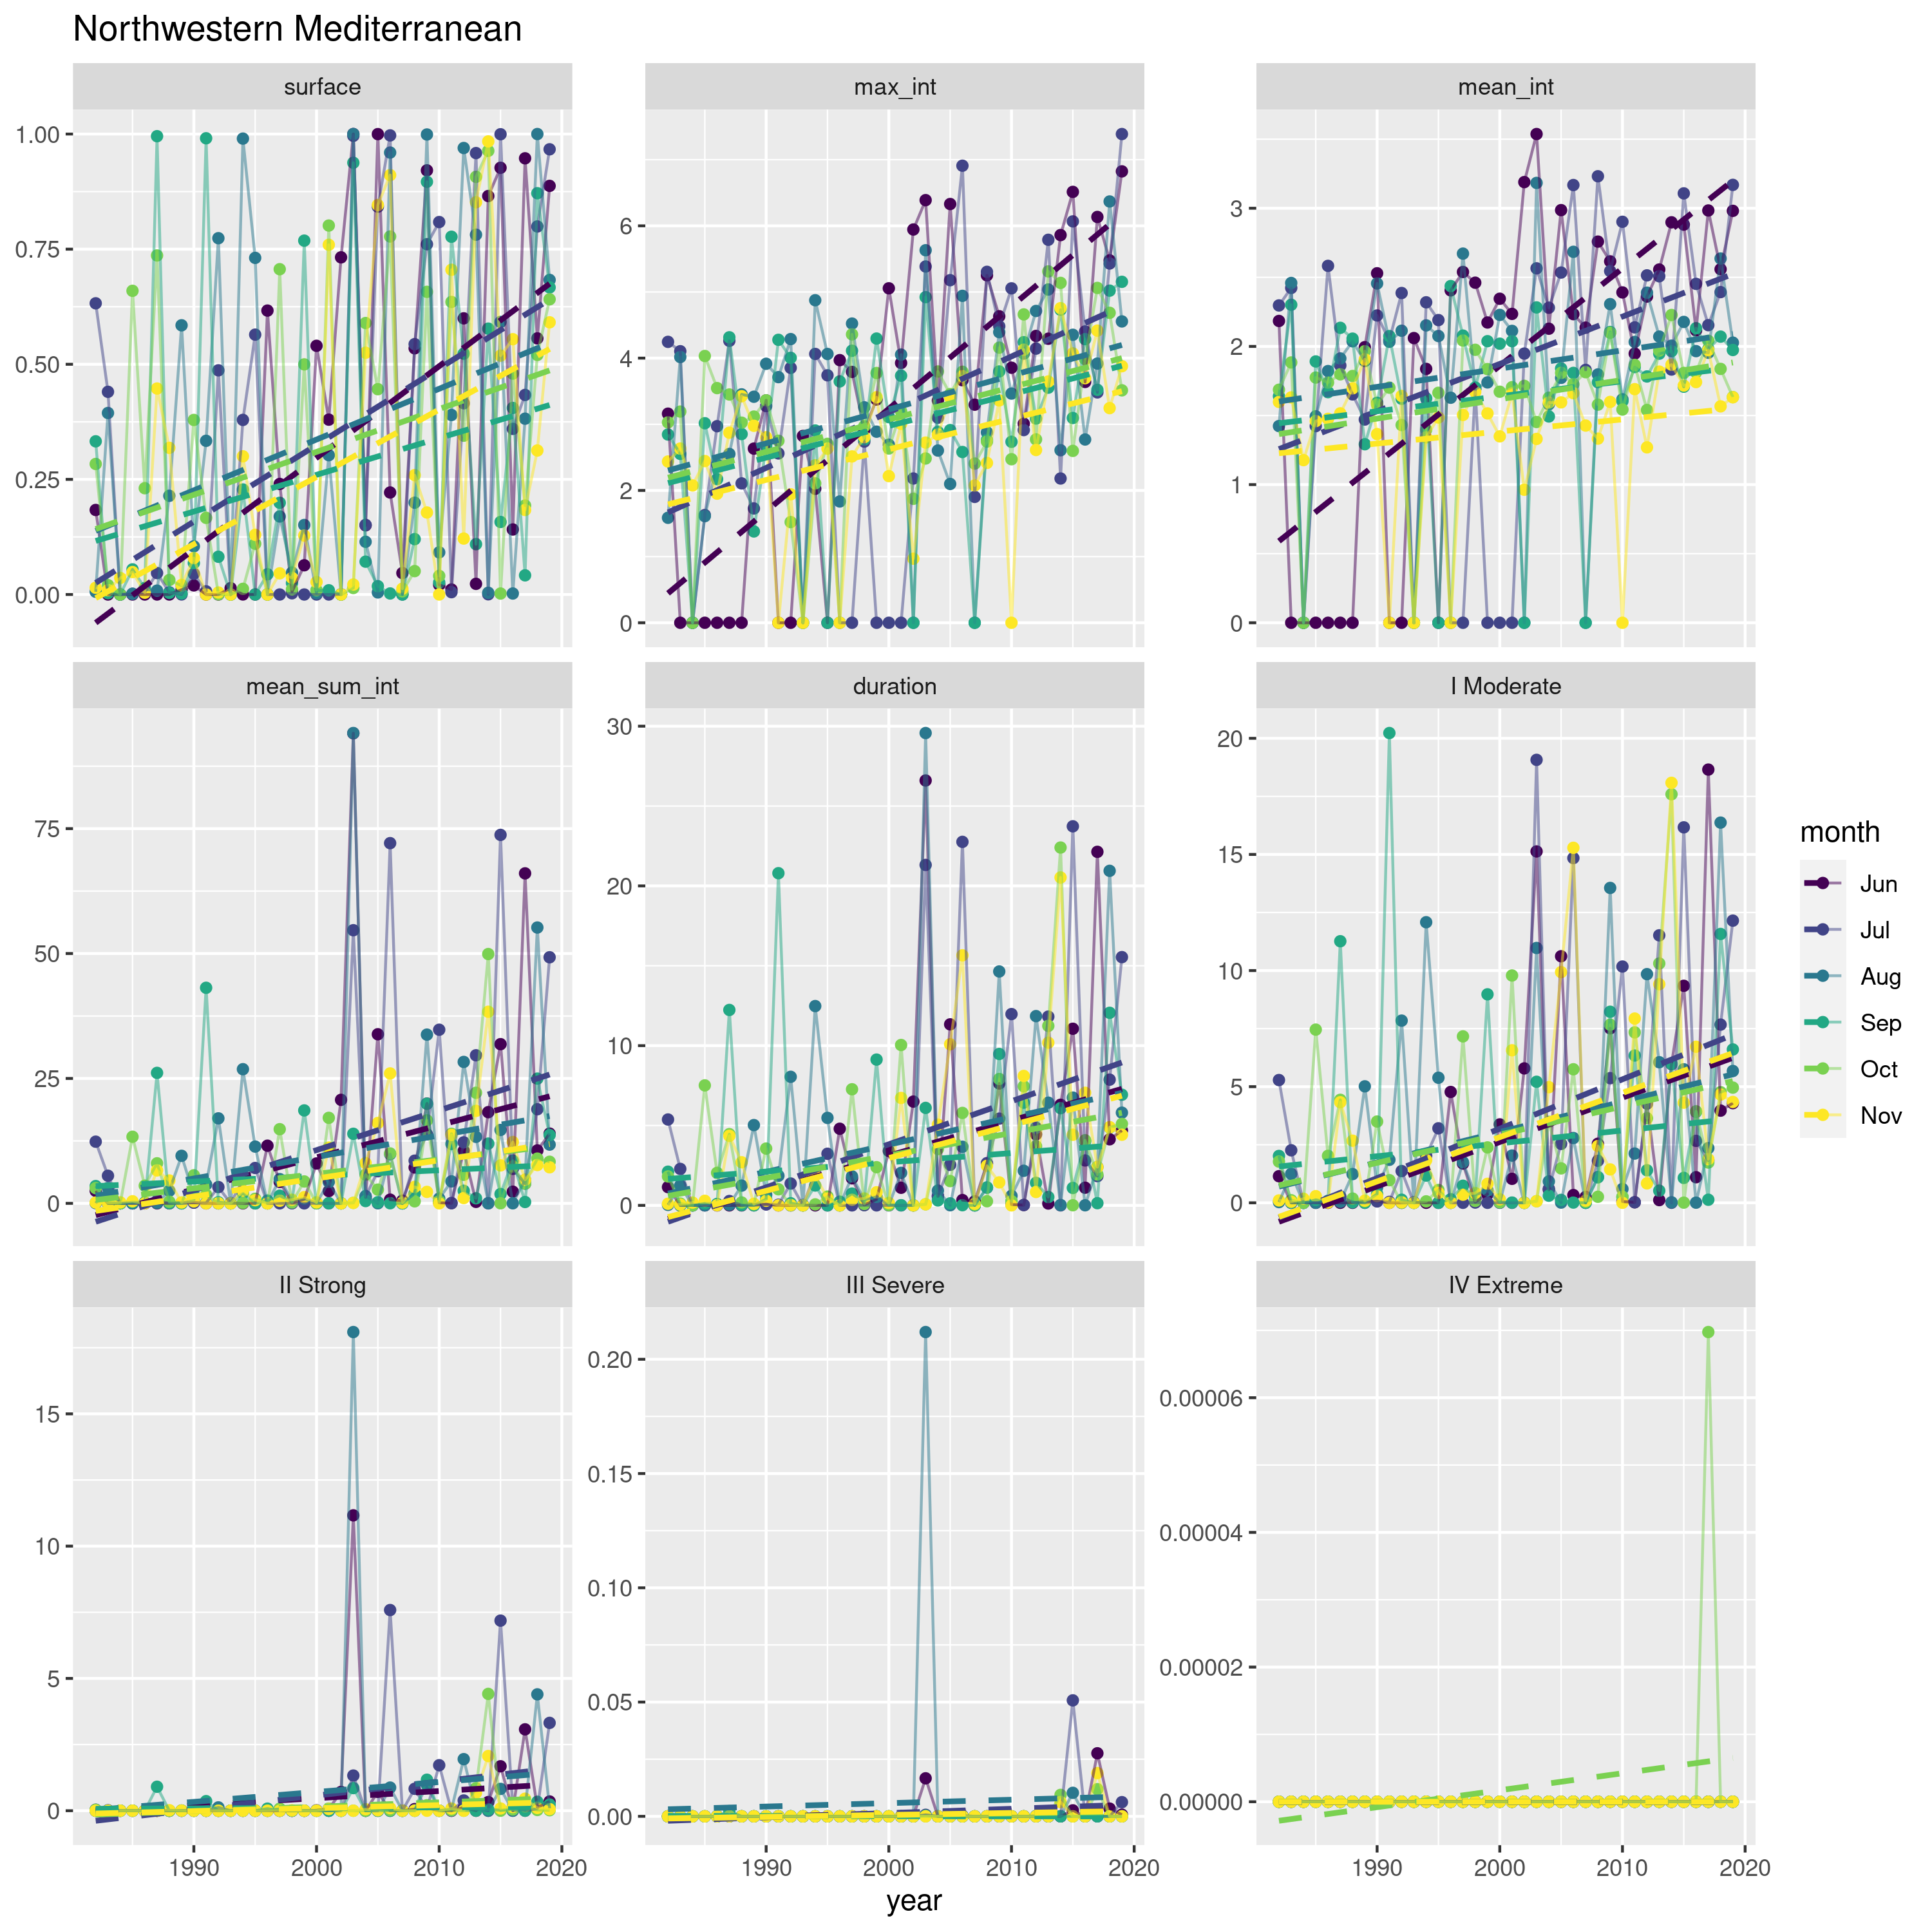 Northwestern Mediterranean
surface
max_int
mean_int
1.00
0.75
0.50
0.25
0.00
6
4
2
0
3
2
1
0
mean_sum_int
duration
I Moderate
75
50
25
0
30
20
10
0
20
15
10
5
0
month
Jun
Jul
Aug
Sep
Oct
Nov
II Strong
III Severe
IV Extreme
15
10
5
0
0.20
0.15
0.10
0.05
0.00
0.00006
0.00004
0.00002
0.00000
1990 2000 2010 2020
1990 2000 2010 2020
1990 2000 2010 2020
year